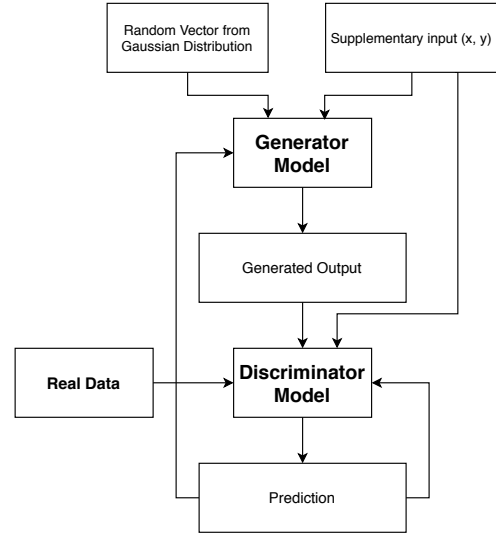 Random Vector from
Gaussian Distribution
Supplementary input (x, y)
Generator
Model
Generated Output
Real Data
Discriminator
Model
Prediction